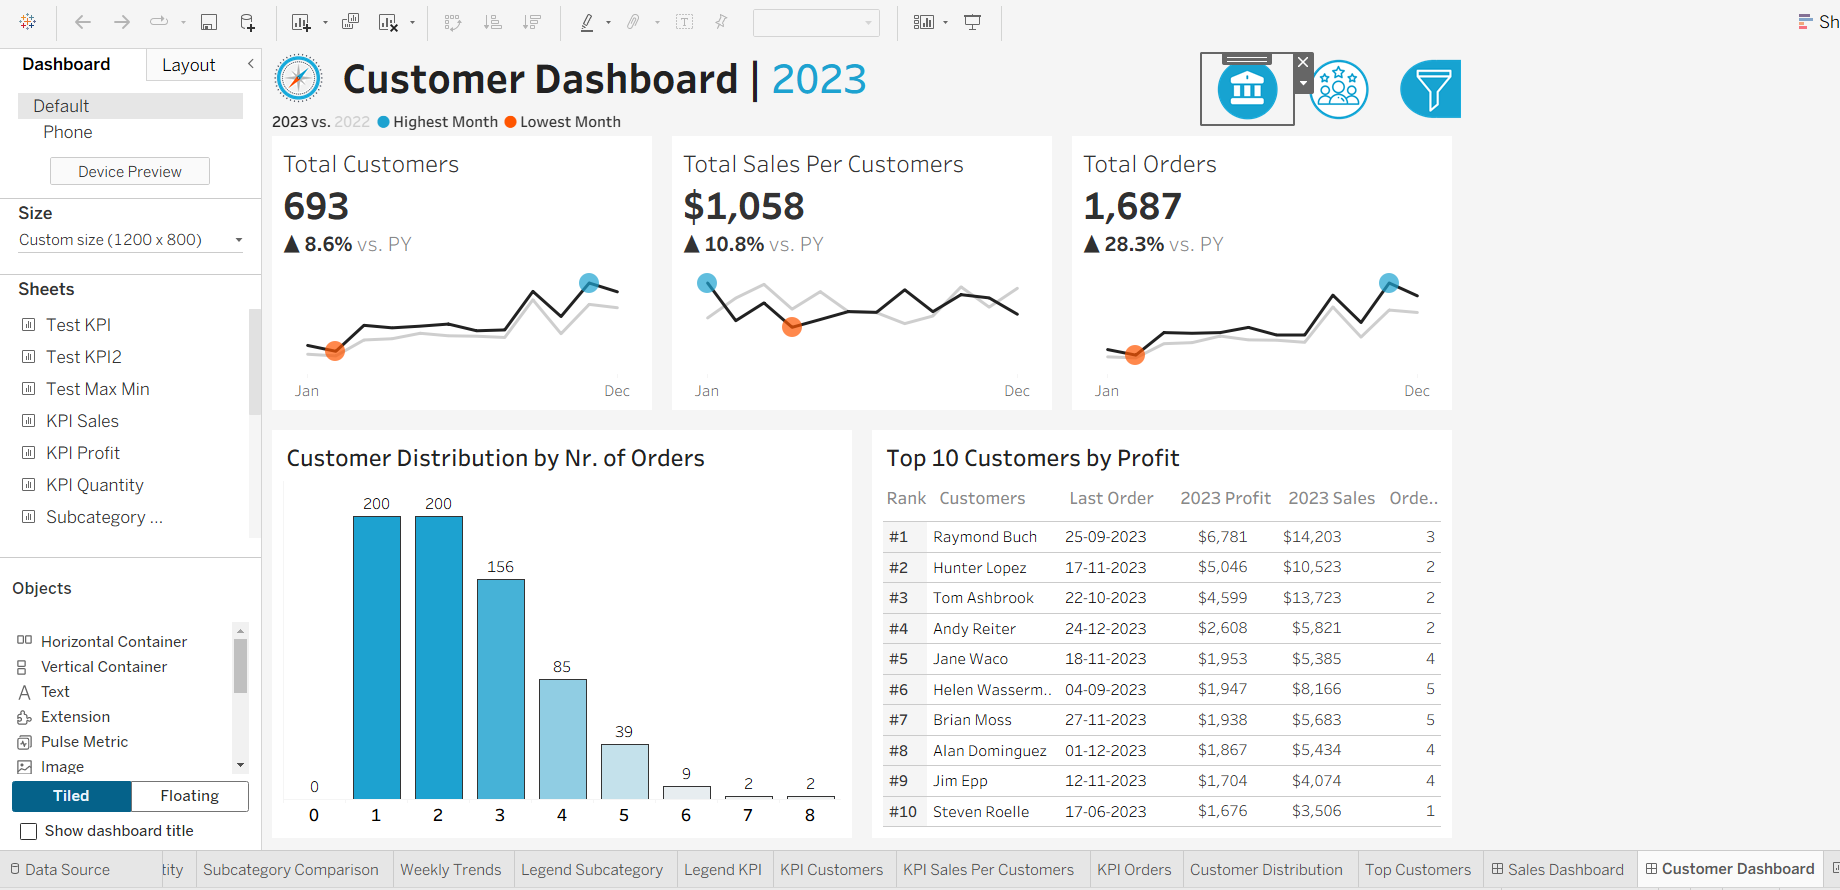 Sh
Dashboard
Layout
Default
Phone
Device Preview
Size
Custom size (1200 x 800)
Sheets
Test KPI
Test KPI2
Test Max Min
KPI Sales
KPI Profit
KPI Quantity
Subcategory ...
Objects
Horizontal Container
Vertical Container
Text
Extension
Pulse Metric
Image
Tiled
Floating
Show dashboard title
Customer Dashboard | 2023
2023 vs. 2022 Highest Month Lowest Month
Total Customers
693
▲ 8.6% vs. PY
Jan Dec
Total Sales Per Customers
$1,058
▲ 10.8% vs. PY
Jan Dec
Total Orders
1,687
▲ 28.3% vs. PY
Jan Dec
Customer Distribution by Nr. of Orders
0 200 200 156 85 39 9 2 2
0 1 2 3 4 5 6 7 8
Top 10 Customers by Profit
Rank Customers Last Order 2023 Profit 2023 Sales Orde..
#1 Raymond Buch 25-09-2023 $6,781 $14,203 3
#2 Hunter Lopez 17-11-2023 $5,046 $10,523 2
#3 Tom Ashbrook 22-10-2023 $4,599 $13,723 2
#4 Andy Reiter 24-12-2023 $2,608 $5,821 2
#5 Jane Waco 18-11-2023 $1,953 $5,385 4
#6 Helen Wasserm.. 04-09-2023 $1,947 $8,166 5
#7 Brian Moss 27-11-2023 $1,938 $5,683 5
#8 Alan Dominguez 01-12-2023 $1,867 $5,434 4
#9 Jim Epp 12-11-2023 $1,704 $4,074 4
#10 Steven Roelle 17-06-2023 $1,676 $3,506 1
Data Source tity Subcategory Comparison Weekly Trends Legend Subcategory Legend KPI KPI Customers KPI Sales Per Customers KPI Orders Customer Distribution Top Customers Sales Dashboard Customer Dashboard